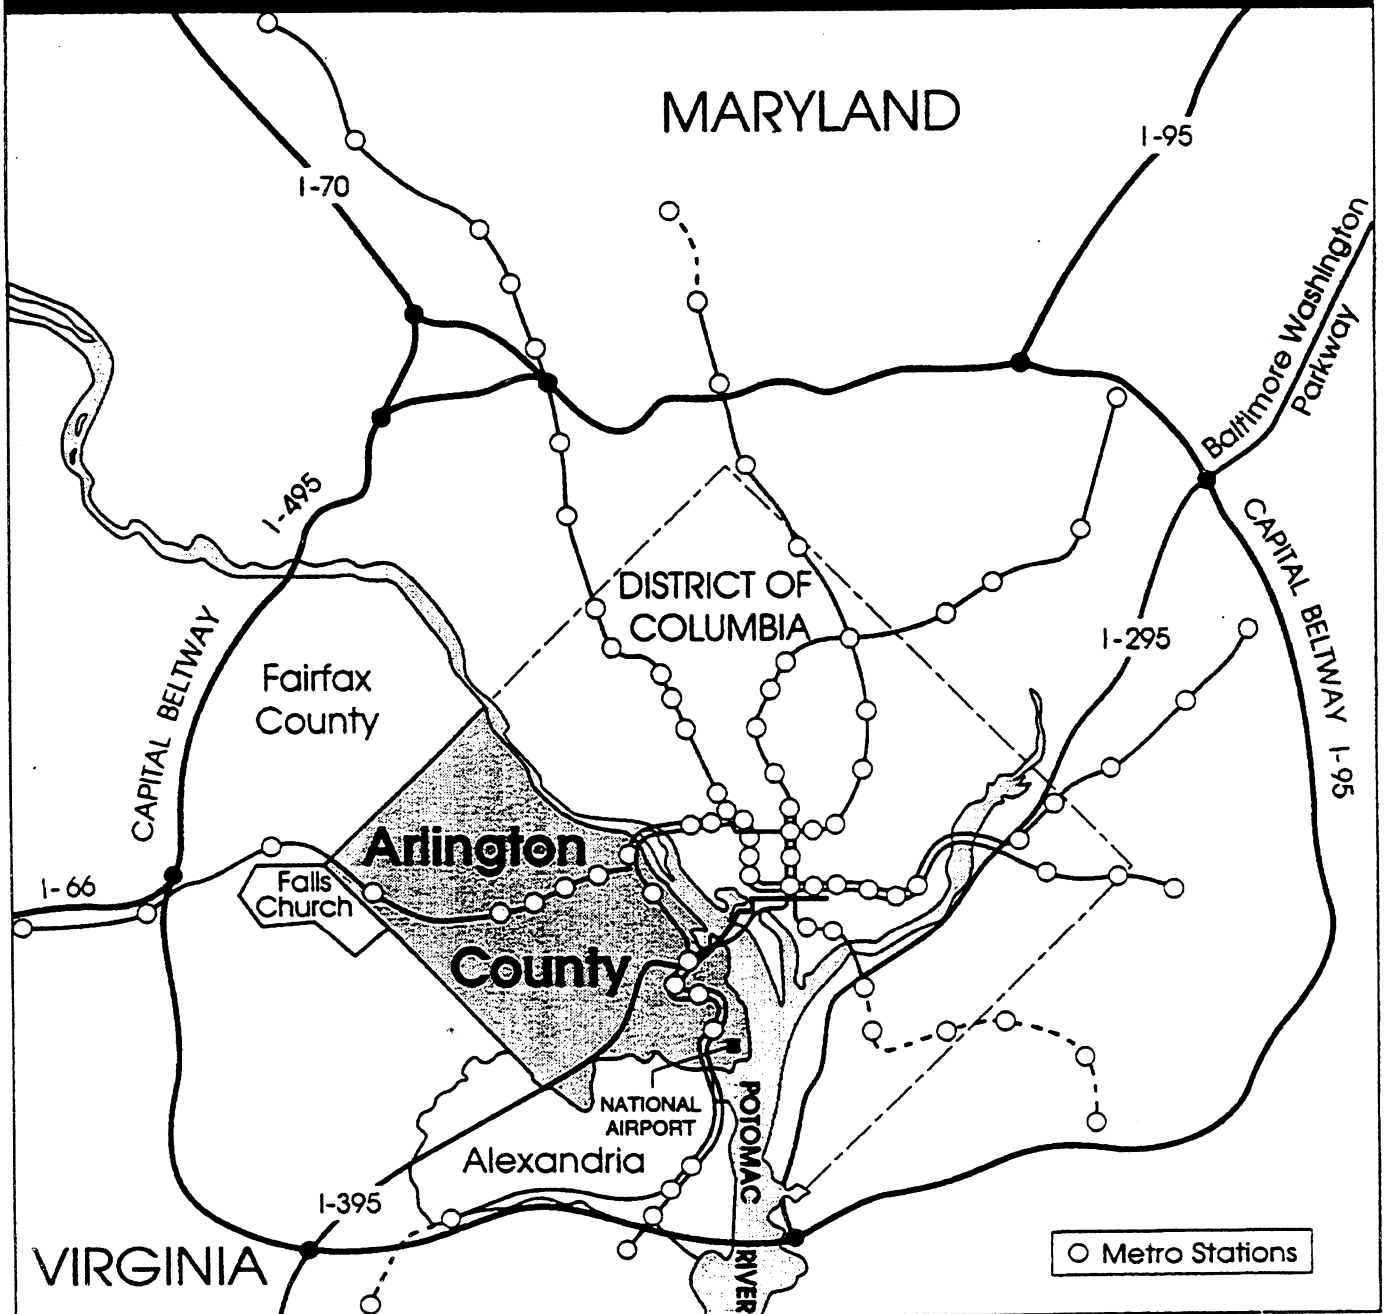 MARYLAND
I-95
I-70
Baltimore Washington
Parkway
I-495
CAPITAL BELTWAY I-95
DISTRICT OF
COLUMBIA
I-295
CAPITAL BELTWAY
Fairfax
County
Arlington
I-66
Falls
Church
County
NATIONAL
AIRPORT
POTOMAC RIVER
Alexandria
I-395
VIRGINIA
Metro Stations